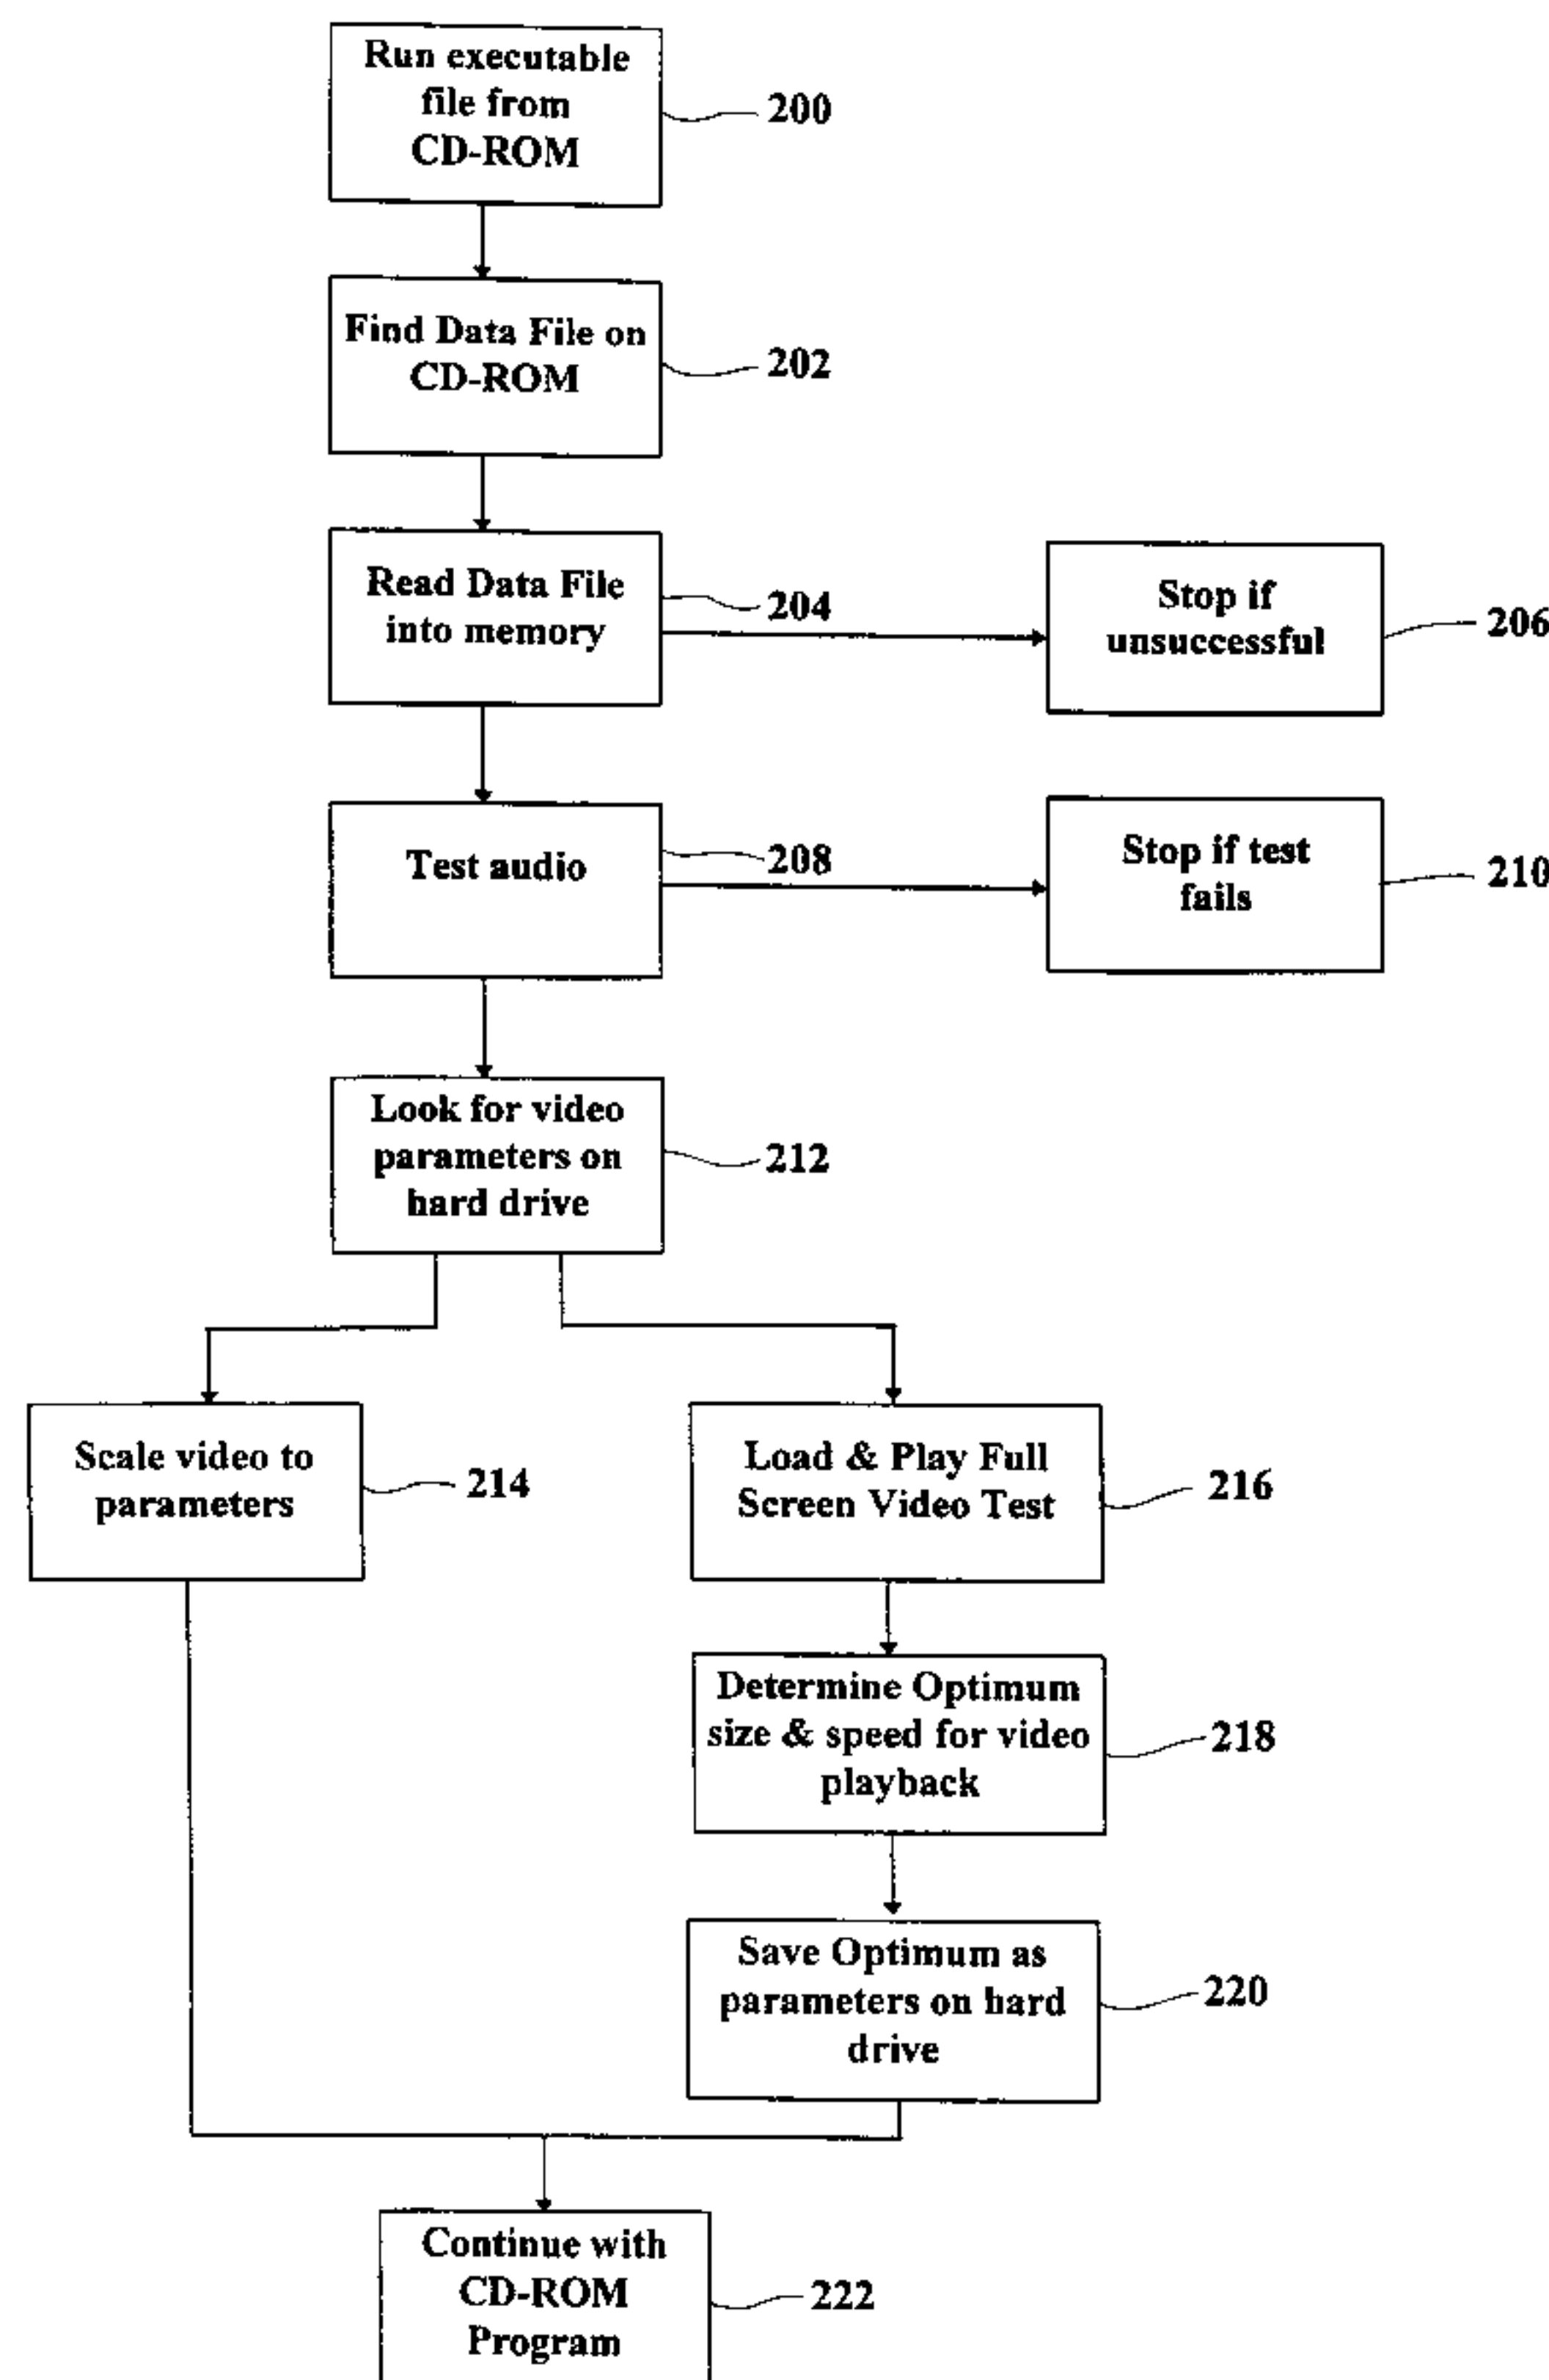 Run executable
file from
CD-ROM
200
Find Data File on
CD-ROM
202
Read Data File
into memory
204
Stop if
unsuccessful
206
Test audio
208
Stop if test
fails
210
Look for video
parameters on
hard drive
212
Scale video to
parameters
214
Load & Play Full
Screen Video Test
216
Determine Optimum
size & speed for video
playback
218
Save Optimum as
parameters on hard
drive
220
Continue with
CD-ROM
Program
222